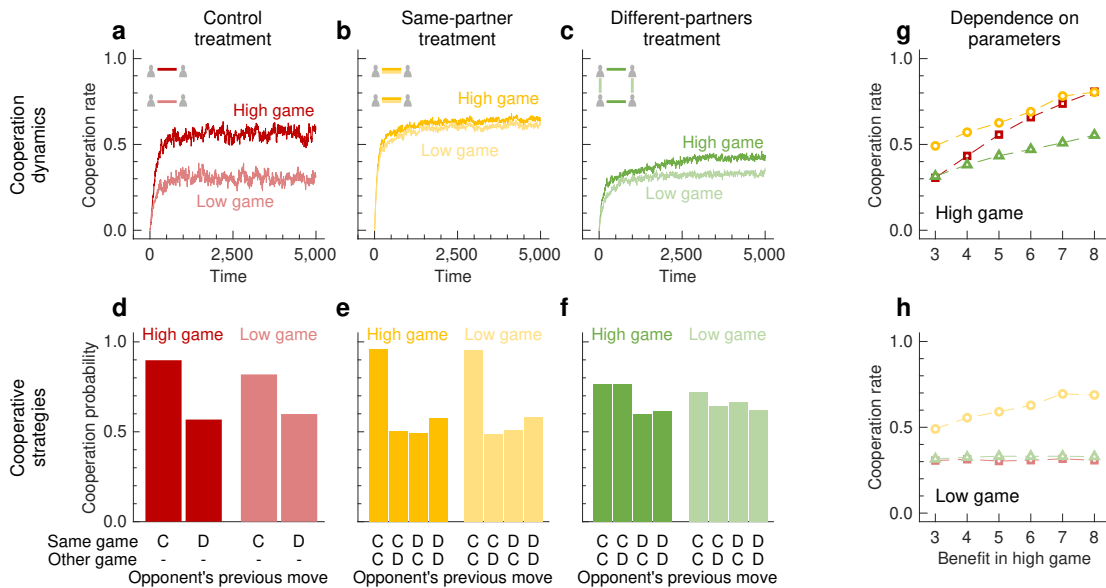 a
Control
treatment
b
Same-partner
treatment
c
Different-partners
treatment
g
Dependence on
parameters
Cooperation
dynamics
Cooperation rate
1.0
0.5
0.0
High game
Low game
0
2,500
5,000
Time
High game
Low game
0
2,500
5,000
Time
High game
Low game
0
2,500
5,000
Time
Cooperation rate
1.0
0.5
0.0
High game
3 4 5 6 7 8
Cooperative
strategies
d
Cooperation probability
1.0
0.5
0.0
High game Low game
e
High game Low game
f
High game Low game
Same game C D C D
Other game - - - -
Opponent's previous move
C C D D C C D D
C D C D C D C D
Opponent's previous move
C C D D C C D D
C D C D C D C D
Opponent's previous move
h
Cooperation rate
1.0
0.5
0.0
Low game
3 4 5 6 7 8
Benefit in high game